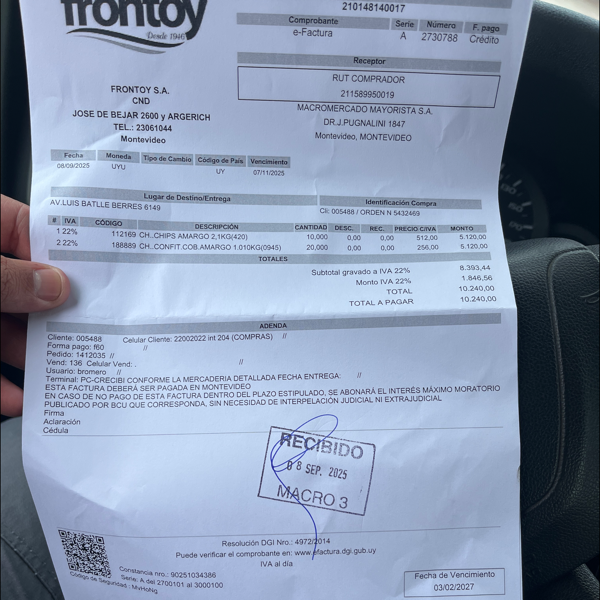 frontoy
Desde 1940
210148140017
Comprobante Serie Número F. pago
e-Factura A 2730788 Crédito
Receptor
RUT COMPRADOR
211589950019
MACROMERCADO MAYORISTA S.A.
DR.J.PUGNALINI 1847
Montevideo, MONTEVIDEO
FRONTOY S.A.
CND
JOSE DE BEJAR 2600 y ARGERICH
TEL.: 23061044
Montevideo
Fecha Moneda Tipo de Cambio Código de País Vencimiento
08/09/2025 UYU UY 07/11/2025
Lugar de Destino/Entrega Identificación Compra
AV.LUIS BATLLE BERRES 6149 Cli: 005488 / ORDEN N 5432469
# IVA CÓDIGO DESCRIPCIÓN CANTIDAD DESC. REC. PRECIO C/IVA MONTO
1 22% 112169 CH..CHIPS AMARGO 2,1KG(420) 10,000 0,00 0,00 512,00 5.120,00
2 22% 188889 CH..CONFIT.COB.AMARGO 1.010KG(0945) 20,000 0,00 0,00 256,00 5.120,00
TOTALES
Subtotal gravado a IVA 22% 8.393,44
Monto IVA 22% 1.846,56
TOTAL 10.240,00
TOTAL A PAGAR 10.240,00
ADENDA
Cliente: 005488 Celular Cliente: 22002022 int 204 (COMPRAS) //
Forma pago: f60 //
Pedido: 1412035 //
Vend: 136 Celular Vend: . //
Usuario: bromero //
Terminal: PC-CRECIBI CONFORME LA MERCADERIA DETALLADA FECHA ENTREGA: //
ESTA FACTURA DEBERÁ SER PAGADA EN MONTEVIDEO
EN CASO DE NO PAGO DE ESTA FACTURA DENTRO DEL PLAZO ESTIPULADO, SE ABONARÁ EL INTERÉS MÁXIMO MORATORIO
PUBLICADO POR BCU QUE CORRESPONDA, SIN NECESIDAD DE INTERPELACIÓN JUDICIAL NI EXTRAJUDICIAL
Firma
Aclaración
Cédula
RECIBIDO
08 SEP. 2025
MACRO 3
Resolución DGI Nro.: 4972/2014
Puede verificar el comprobante en: www.efactura.dgi.gub.uy
IVA al día
Constancia nro.: 90251034386
Serie: A del 2700101 al 3000100
Código de Seguridad : MvHoNg
Fecha de Vencimiento
03/02/2027